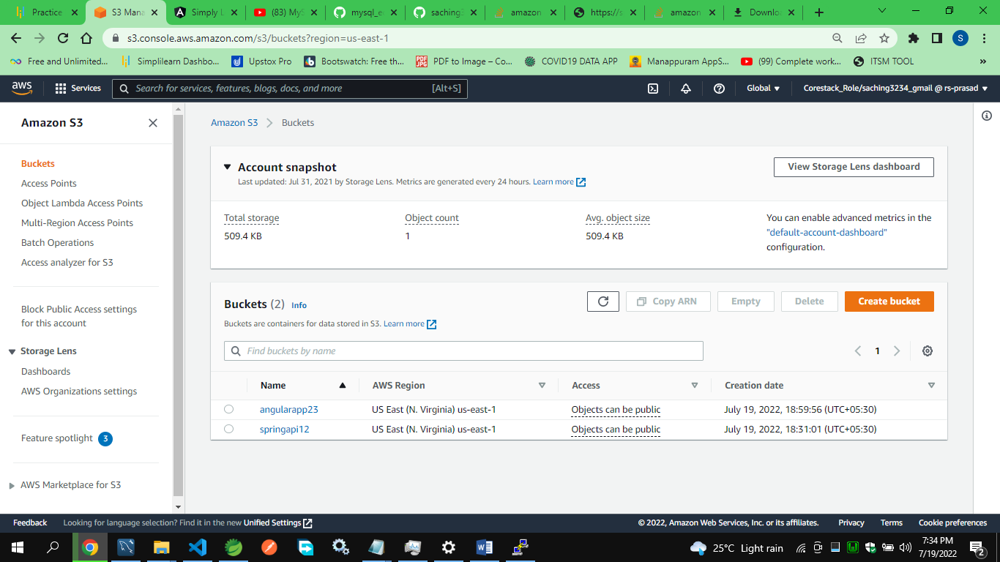 Practice
S3 Mana
Simply L
(83) MyS
mysql_e
saching3
amazon
https://s
amazon
Downlo
s3.console.aws.amazon.com/s3/buckets?region=us-east-1
S
Free and Unlimited...
Simplilearn Dashbo...
Upstox Pro
Bootswatch: Free th...
PDF to Image – Co...
COVID19 DATA APP
Manappuram AppS...
(99) Complete work...
ITSM TOOL
»
aws
Services
Search for services, features, blogs, docs, and more
[Alt+S]
Global
Corestack_Role/saching3234_gmail @ rs-prasad
Amazon S3
Buckets
Access Points
Object Lambda Access Points
Multi-Region Access Points
Batch Operations
Access analyzer for S3
Block Public Access settings
for this account
Storage Lens
Dashboards
AWS Organizations settings
Feature spotlight 3
AWS Marketplace for S3
Amazon S3 > Buckets
Account snapshot
Last updated: Jul 31, 2021 by Storage Lens. Metrics are generated every 24 hours. Learn more
View Storage Lens dashboard
Total storage
509.4 KB
Object count
1
Avg. object size
509.4 KB
You can enable advanced metrics in the
"default-account-dashboard"
configuration.
Buckets (2) Info
Buckets are containers for data stored in S3. Learn more
Copy ARN
Empty
Delete
Create bucket
Find buckets by name
1
Name AWS Region Access Creation date
angularapp23 US East (N. Virginia) us-east-1 Objects can be public July 19, 2022, 18:59:56 (UTC+05:30)
springapi12 US East (N. Virginia) us-east-1 Objects can be public July 19, 2022, 18:31:01 (UTC+05:30)
Feedback
Looking for language selection? Find it in the new Unified Settings
© 2022, Amazon Web Services, Inc. or its affiliates.
Privacy
Terms
Cookie preferences
25°C Light rain
7:34 PM
7/19/2022
2